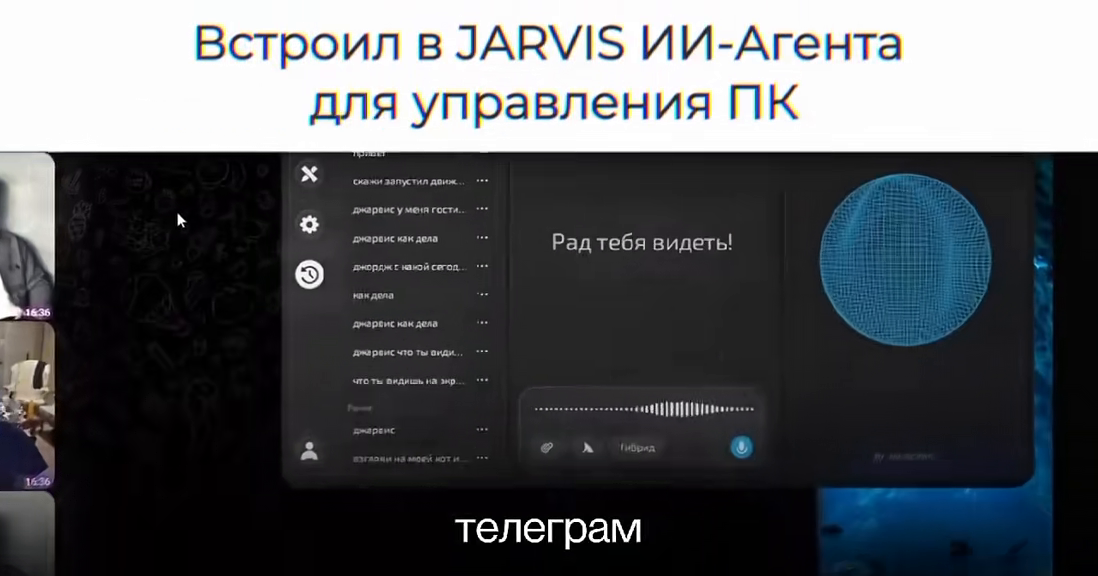 Встроил в JARVIS ИИ-Агента
для управления ПК
привет
скажи запустил движ...
джарвис у меня гости...
джарвис как дела
джордж с какой сегод...
как дела
джарвис как дела
джарвис что ты види...
что ты видишь на экр...
Ранее
джарвис
взгляни на моей кот и...
Рад тебя видеть!
Гибрид
16:36
16:36
телеграм